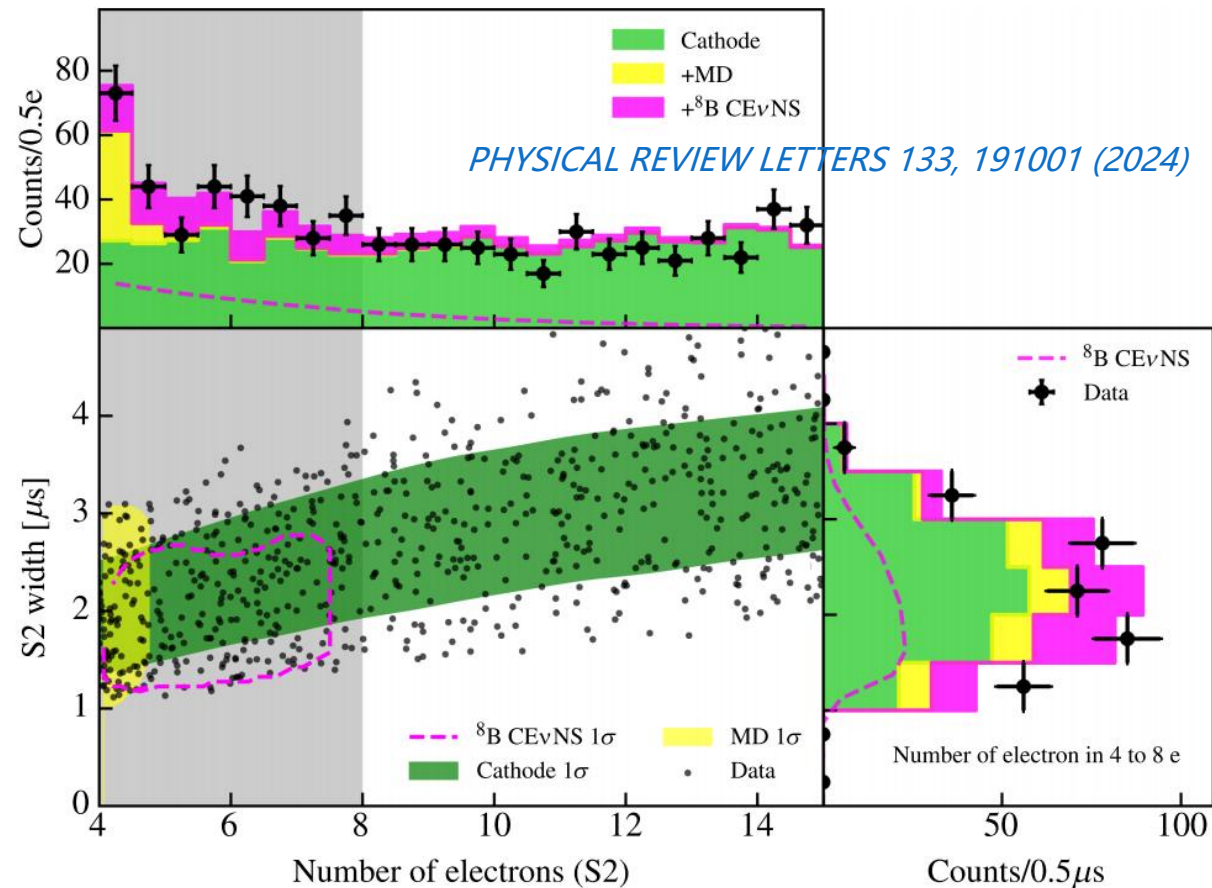 Cathode
+MD
+⁸B CEνNS
80
60
40
20
Counts/0.5e
PHYSICAL REVIEW LETTERS 133, 191001 (2024)
⁸B CEνNS
Data
4
3
2
1
0
S2 width [μs]
⁸B CEνNS 1σ
MD 1σ
Cathode 1σ
Data
Number of electron in 4 to 8 e
4 6 8 10 12 14
50 100
Number of electrons (S2)
Counts/0.5μs